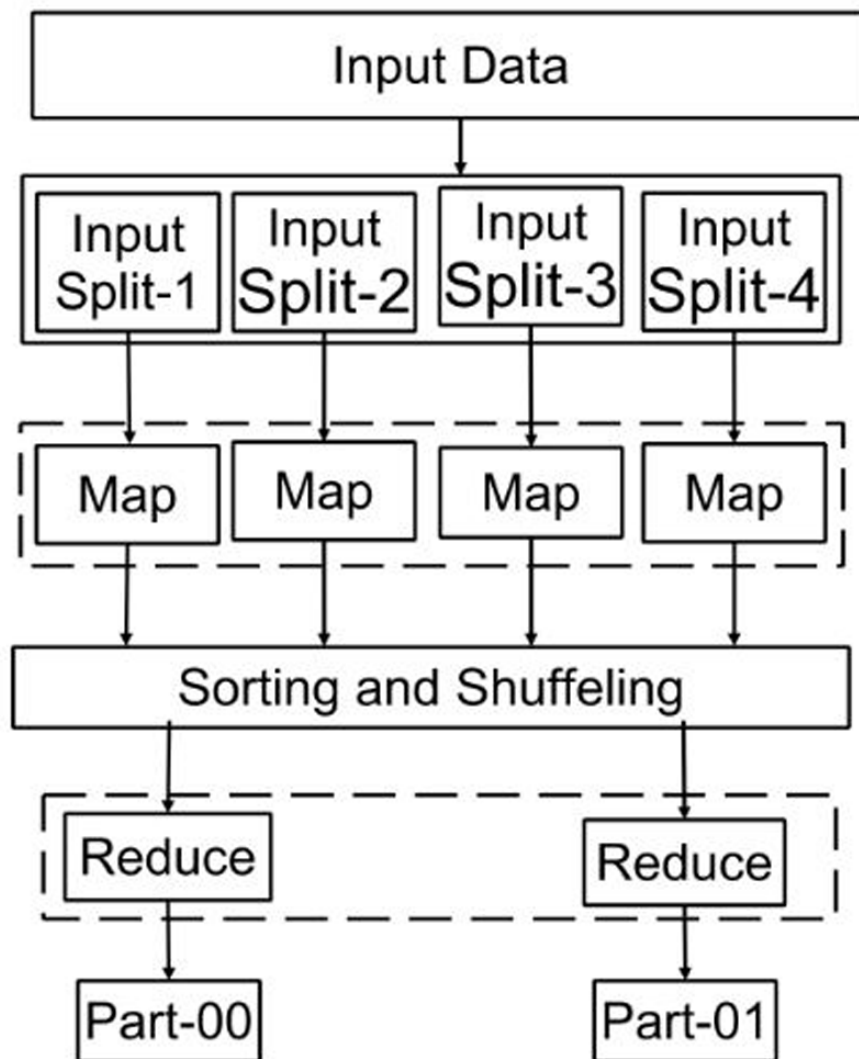 Input Data
Input Input Input Input
Split-1 Split-2 Split-3 Split-4
Map Map Map Map
Sorting and Shuffeling
Reduce Reduce
Part-00 Part-01